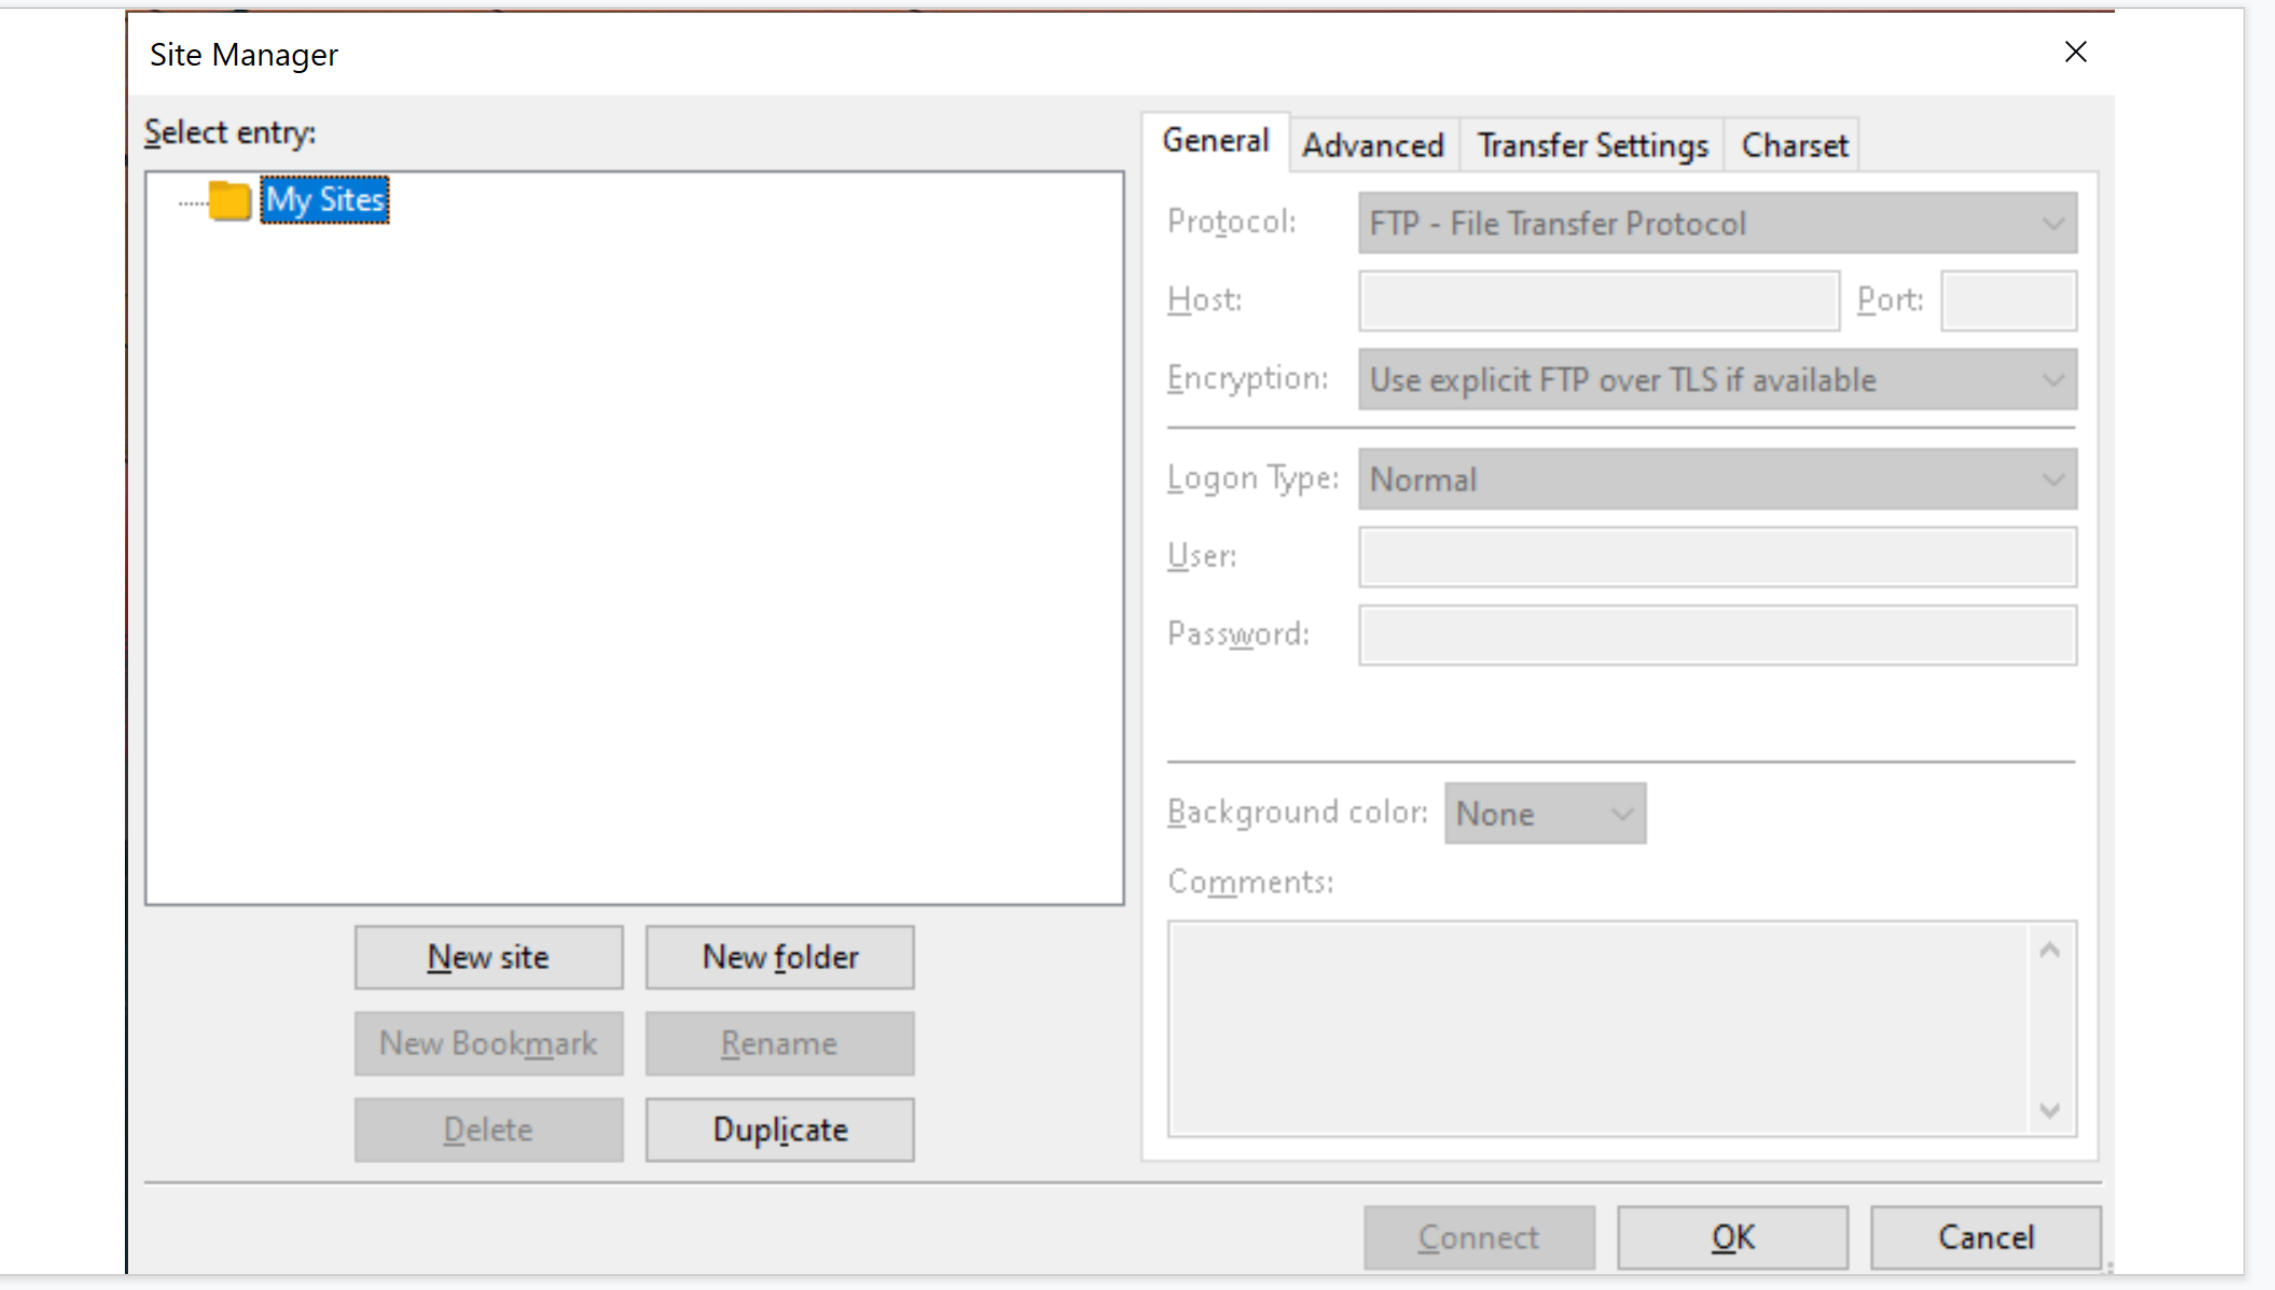 Site Manager
Select entry:
My Sites
New site
New folder
New Bookmark
Rename
Delete
Duplicate
General
Advanced
Transfer Settings
Charset
Protocol:
FTP - File Transfer Protocol
Host:
Port:
Encryption:
Use explicit FTP over TLS if available
Logon Type:
Normal
User:
Password:
Background color:
None
Comments:
Connect
OK
Cancel